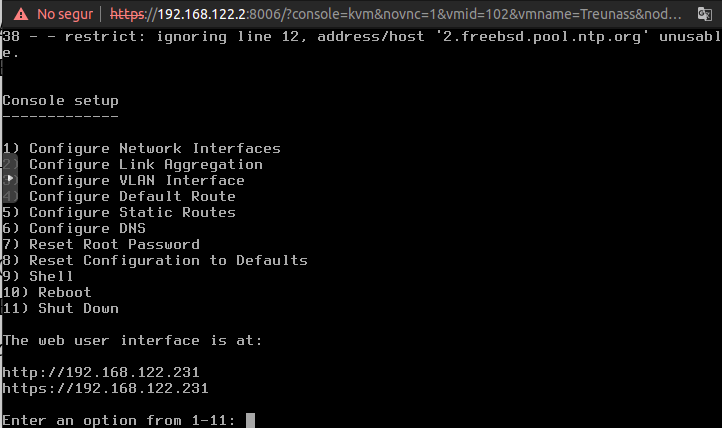 No segur https://192.168.122.2:8006/?console=kvm&novnc=1&vmid=102&vmname=Treunass&nod...
38 - - restrict: ignoring line 12, address/host '2.freebsd.pool.ntp.org' unusabl
e.
Console setup
-------------
1) Configure Network Interfaces
2) Configure Link Aggregation
3) Configure VLAN Interface
4) Configure Default Route
5) Configure Static Routes
6) Configure DNS
7) Reset Root Password
8) Reset Configuration to Defaults
9) Shell
10) Reboot
11) Shut Down
The web user interface is at:
http://192.168.122.231
https://192.168.122.231
Enter an option from 1-11: